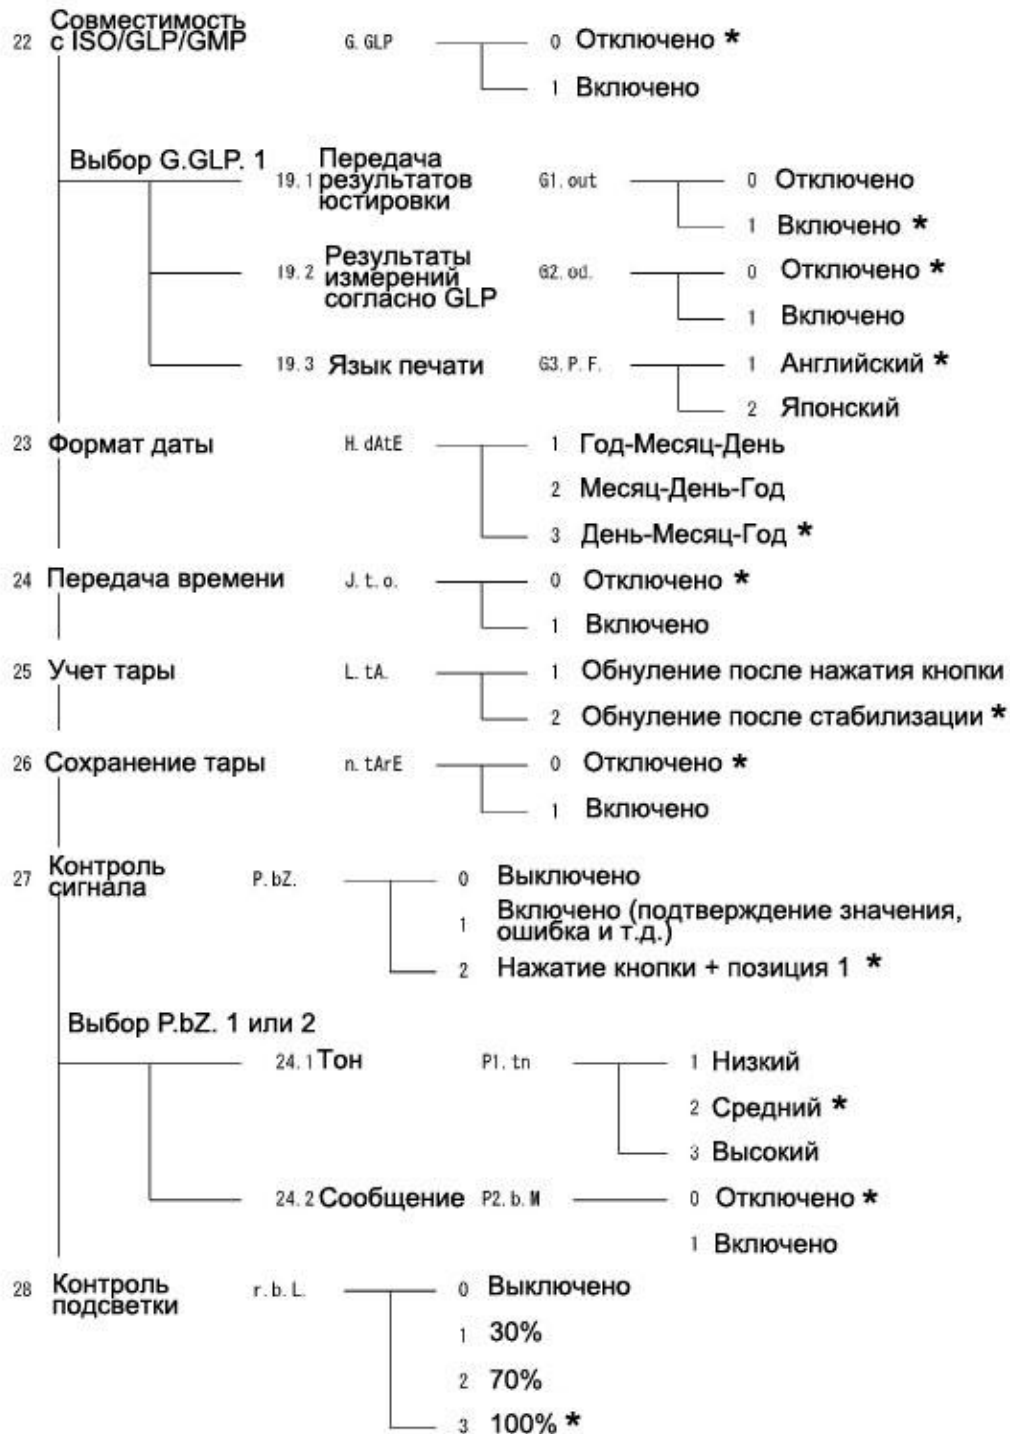 Совместимость
22 с ISO/GLP/GMP G.GLP 0 Отключено *
1 Включено
Выбор G.GLP. 1
19.1 Передача
результатов
юстировки G1.out 0 Отключено
1 Включено *
19.2 Результаты
измерений
согласно GLP G2.od. 0 Отключено *
1 Включено
19.3 Язык печати G3.P.F. 1 Английский *
2 Японский
23 Формат даты H.dAtE 1 Год-Месяц-День
2 Месяц-День-Год
3 День-Месяц-Год *
24 Передача времени J.t.o. 0 Отключено *
1 Включено
25 Учет тары L.tA. 1 Обнуление после нажатия кнопки
2 Обнуление после стабилизации *
26 Сохранение тары n.tArE 0 Отключено *
1 Включено
27 Контроль
сигнала P.bZ. 0 Выключено
1 Включено (подтверждение значения,
ошибка и т.д.)
2 Нажатие кнопки + позиция 1 *
Выбор P.bZ. 1 или 2
24.1 Тон P1.tn 1 Низкий
2 Средний *
3 Высокий
24.2 Сообщение P2.b.M 0 Отключено *
1 Включено
28 Контроль
подсветки r.b.L. 0 Выключено
1 30%
2 70%
3 100% *